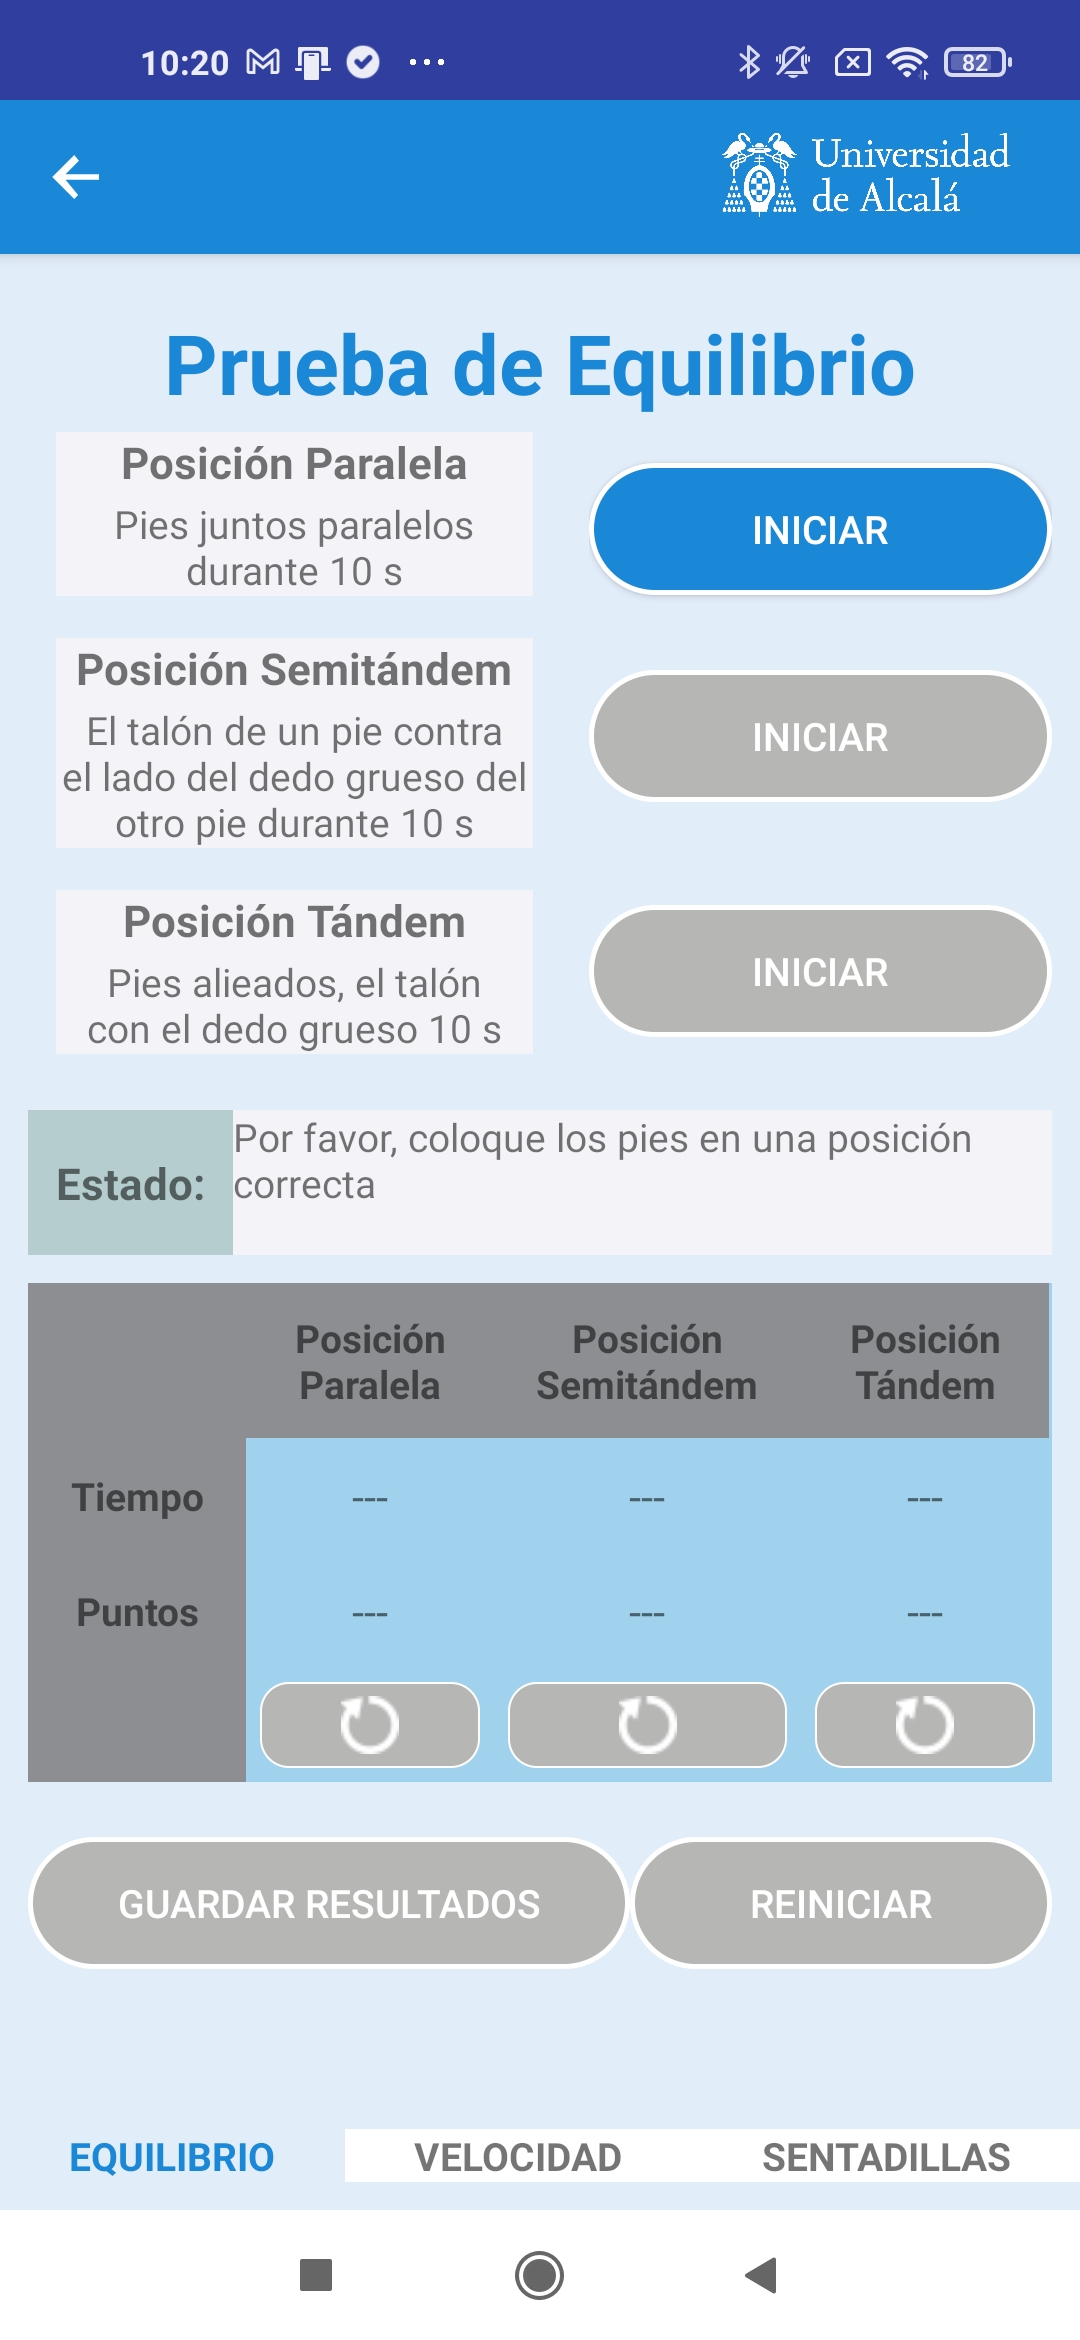 10:20
82
Universidad
de Alcalá
Prueba de Equilibrio
Posición Paralela
Pies juntos paralelos
durante 10 s
INICIAR
Posición Semitándem
El talón de un pie contra
el lado del dedo grueso del
otro pie durante 10 s
INICIAR
Posición Tándem
Pies alieados, el talón
con el dedo grueso 10 s
INICIAR
Estado:
Por favor, coloque los pies en una posición
correcta
Posición Posición Posición
Paralela Semitándem Tándem
Tiempo --- --- ---
Puntos --- --- ---
GUARDAR RESULTADOS REINICIAR
EQUILIBRIO VELOCIDAD SENTADILLAS